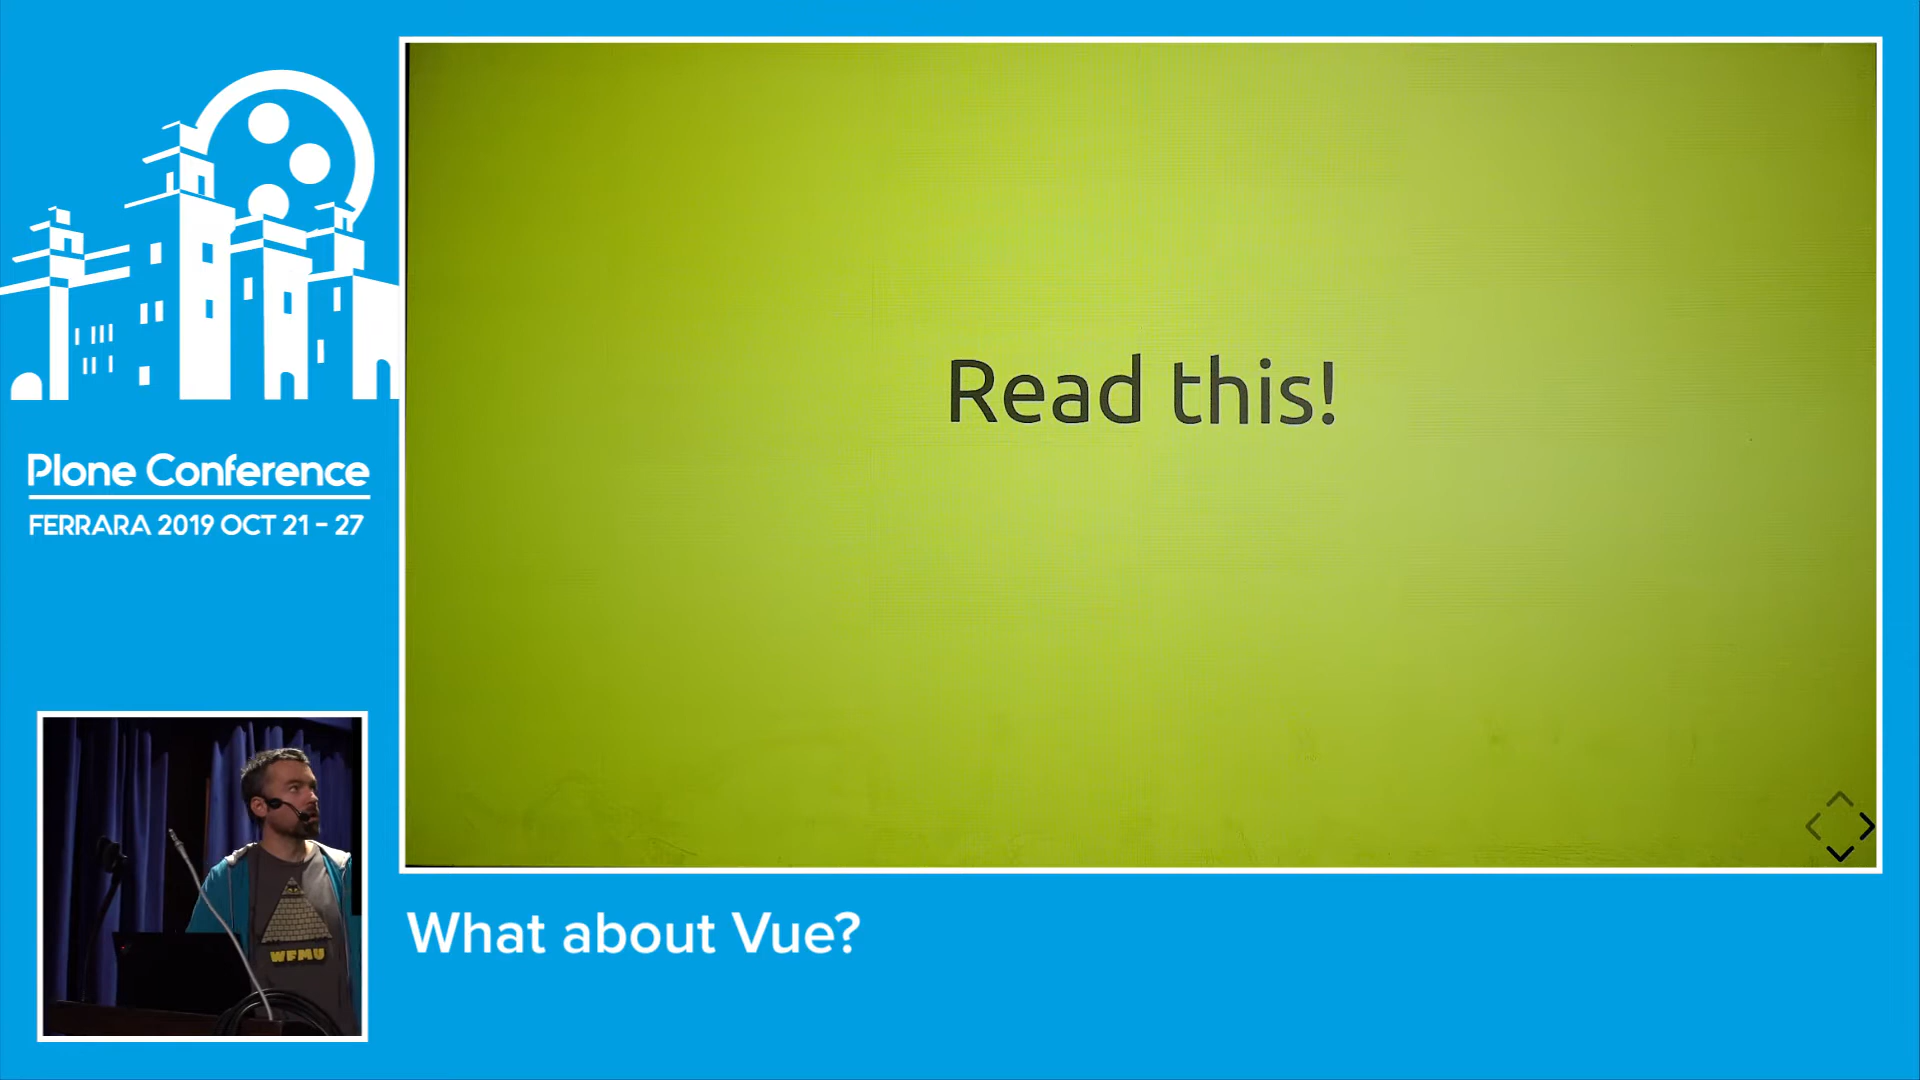 Read this!
Plone Conference
FERRARA 2019 OCT 21 - 27
WFMU
What about Vue?